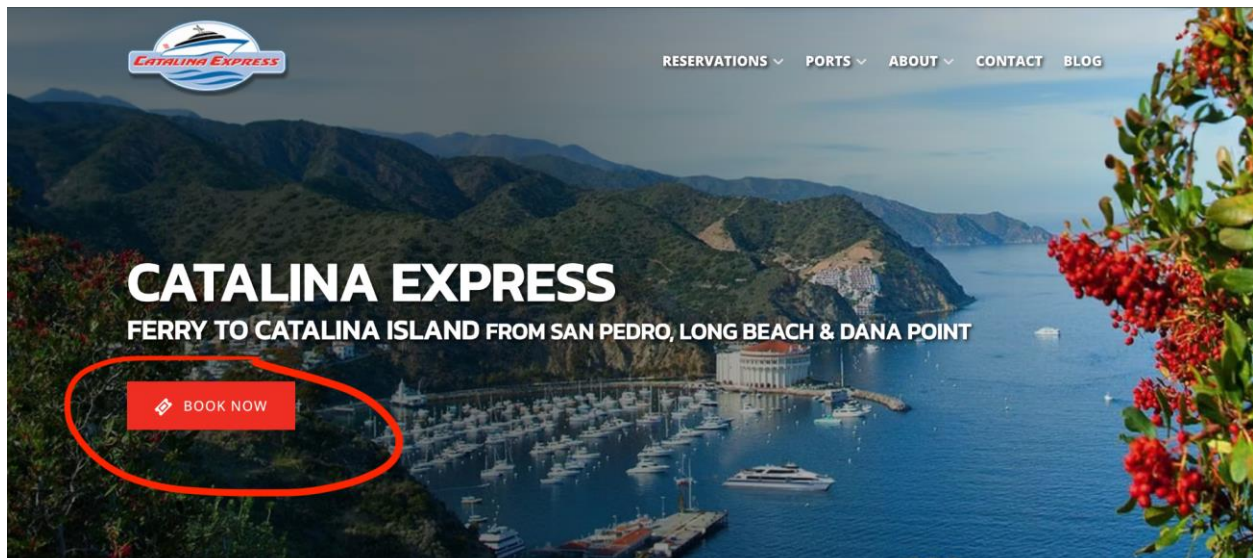 CATALINA EXPRESS
RESERVATIONS PORTS ABOUT CONTACT BLOG
CATALINA EXPRESS
FERRY TO CATALINA ISLAND FROM SAN PEDRO, LONG BEACH & DANA POINT
BOOK NOW